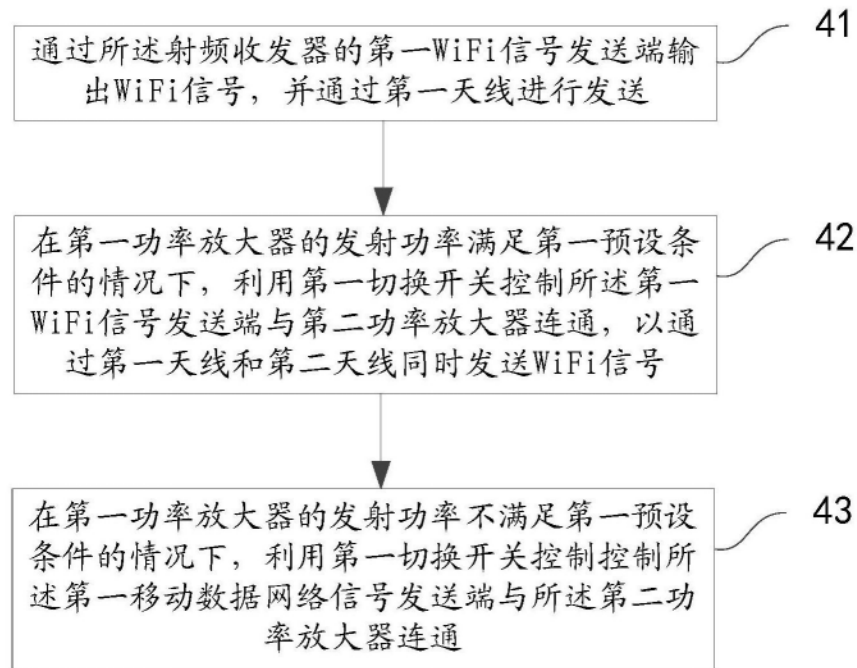 通过所述射频收发器的第一WiFi信号发送端输
出WiFi信号，并通过第一天线进行发送
41
在第一功率放大器的发射功率满足第一预设条
件的情况下，利用第一切换开关控制所述第一
WiFi信号发送端与第二功率放大器连通，以通
过第一天线和第二天线同时发送WiFi信号
42
在第一功率放大器的发射功率不满足第一预设
条件的情况下，利用第一切换开关控制控制所
述第一移动数据网络信号发送端与所述第二功
率放大器连通
43